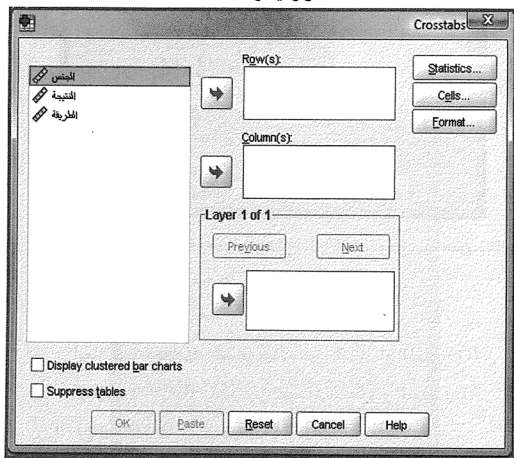 Crosstabs
الجنس
النتيجة
الطريقة
Row(s):
Column(s):
Layer 1 of 1
Previous
Next
Statistics...
Cells...
Format...
Display clustered bar charts
Suppress tables
OK
Paste
Reset
Cancel
Help